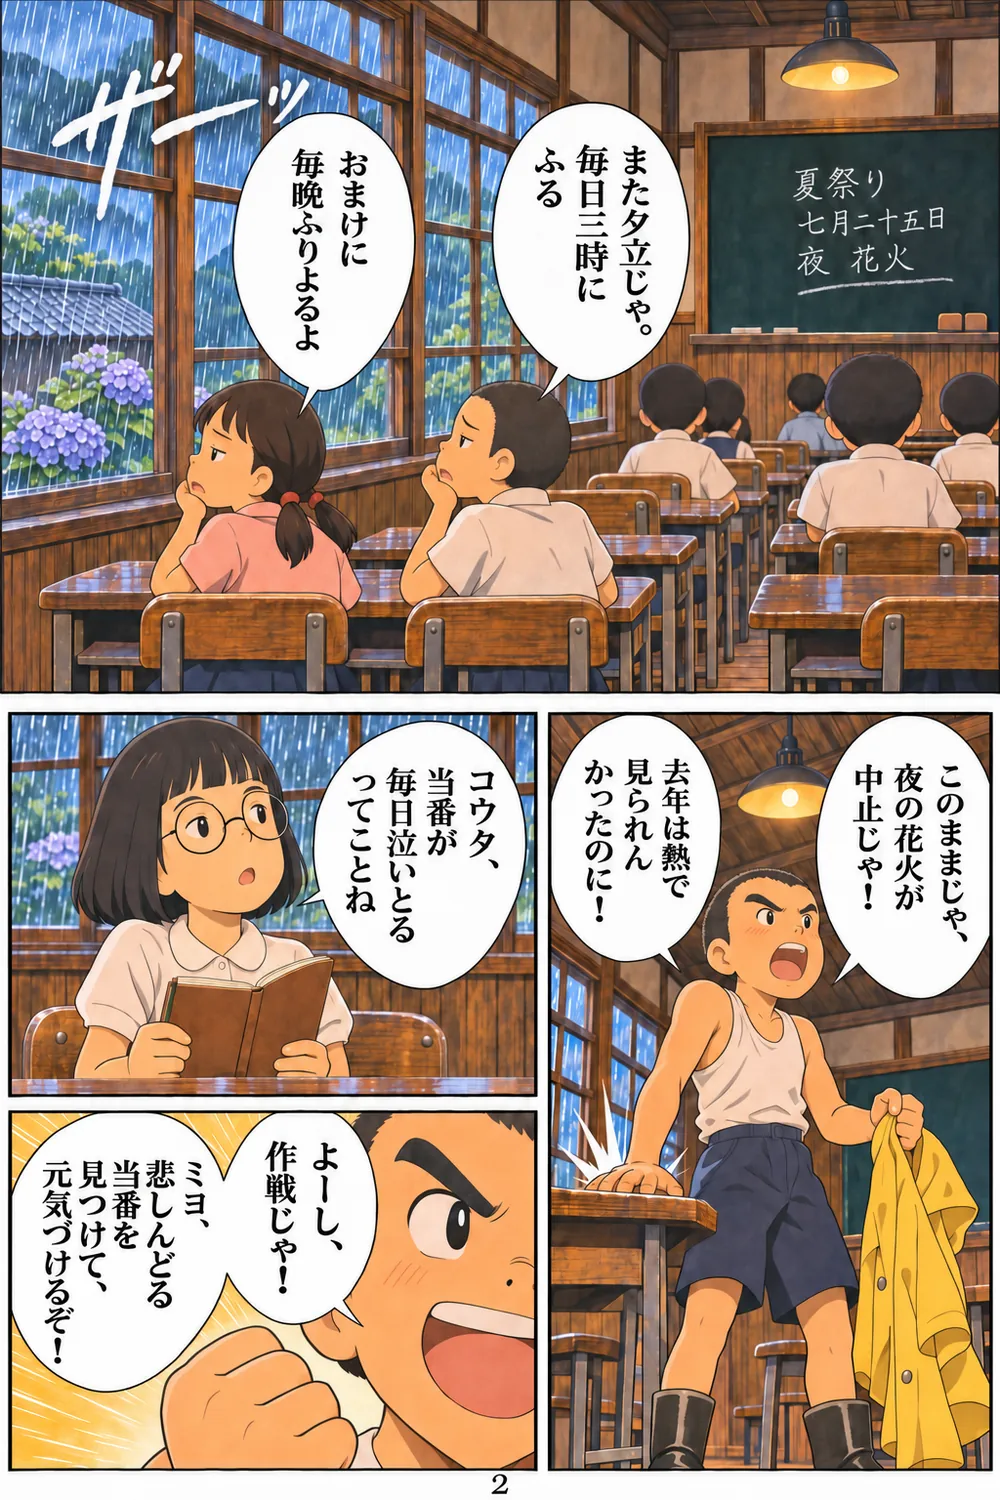 ザーッ
また夕立じゃ。
毎日三時に
ふる
おまけに
毎晩ふりよるよ
夏祭り
七月二十五日
夜 花火
このままじゃ、
夜の花火が
中止じゃ！
去年は熱で
見られん
かったのに！
コウタ、
当番が
毎日泣いとる
ってことね
よーし、
作戦じゃ！
ミヨ、
悲しんどる
当番を
見つけて、
元気づけるぞ！
2